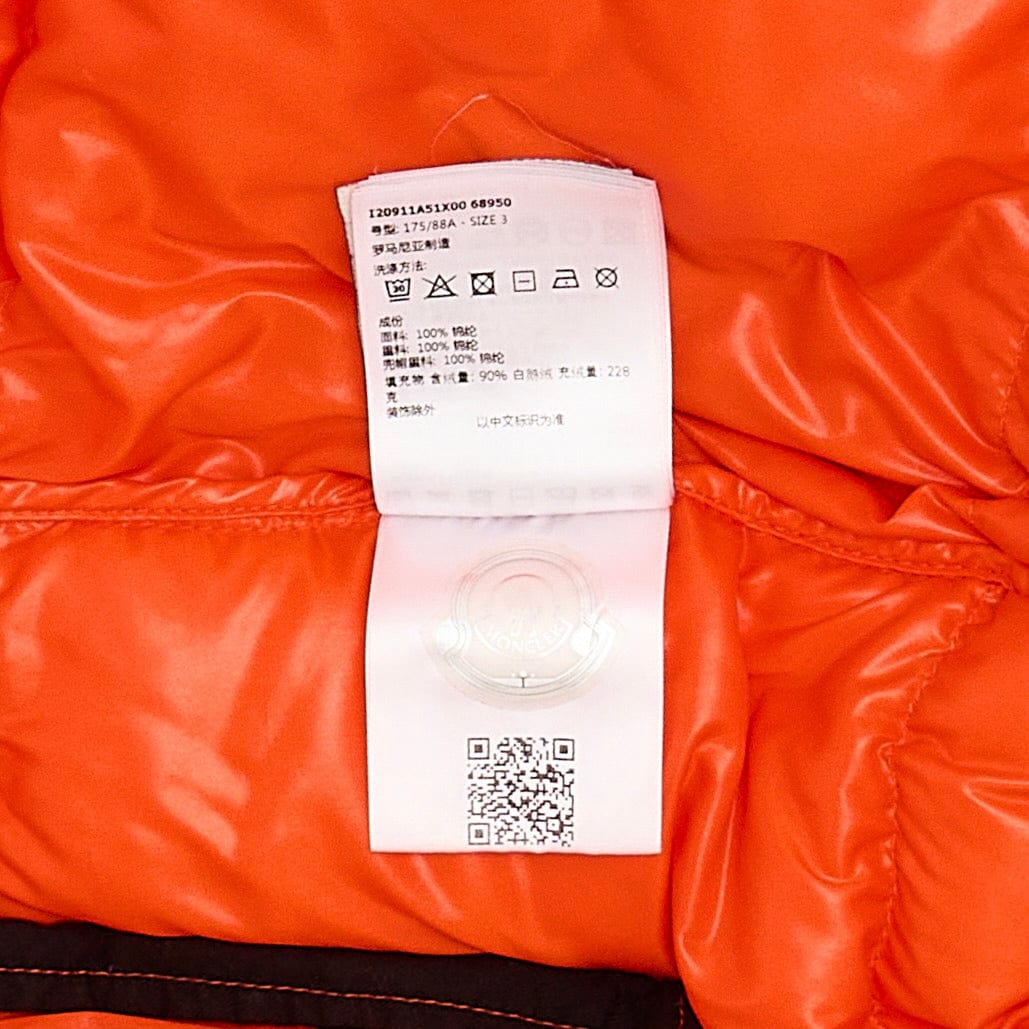 I20911A51X00 68950
号型: 175/88A - SIZE 3
罗马尼亚制造
洗涤方法:
30
成份
面料: 100% 锦纶
里料: 100% 锦纶
兜帽里料: 100% 锦纶
填充物 含绒量: 90% 白鹅绒 充绒量: 228
克
装饰除外
以中文标识为准
MONCLER